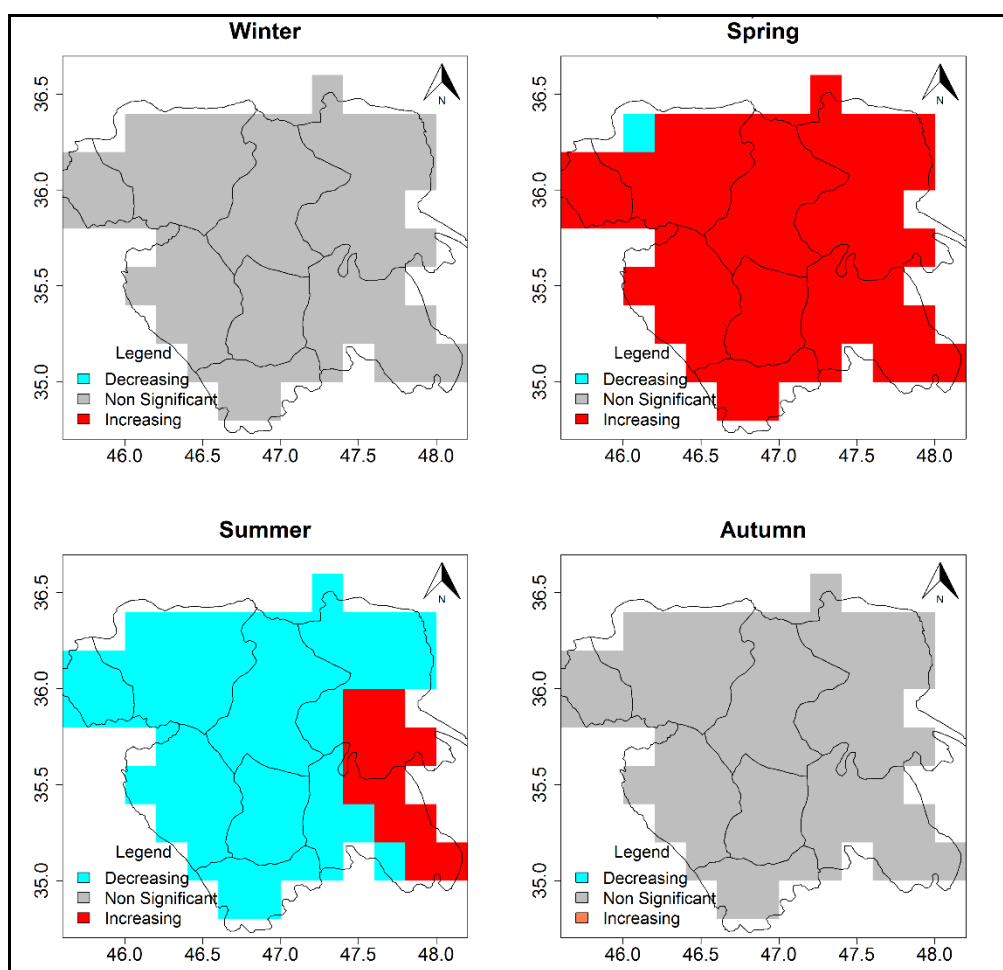 Winter
Spring
36.5
36.0
35.5
35.0
N
Legend
Decreasing
Non Significant
Increasing
46.0 46.5 47.0 47.5 48.0
36.5
36.0
35.5
35.0
N
Legend
Decreasing
Non Significant
Increasing
46.0 46.5 47.0 47.5 48.0
Summer
Autumn
36.5
36.0
35.5
35.0
N
Legend
Decreasing
Non Significant
Increasing
46.0 46.5 47.0 47.5 48.0
36.5
36.0
35.5
35.0
N
Legend
Decreasing
Non Significant
Increasing
46.0 46.5 47.0 47.5 48.0